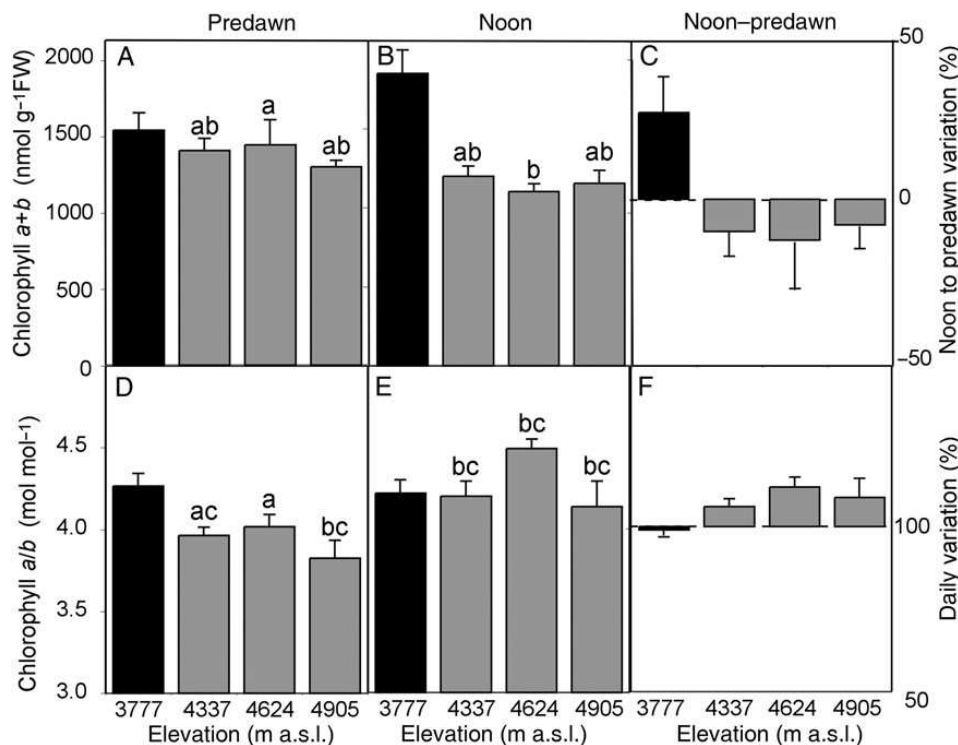 Predawn Noon Noon–predawn
A B C
Chlorophyll a+b (nmol g⁻¹FW)
2000
1500
1000
500
0
ab a ab
ab b ab
50
0
−50
Noon to predawn variation (%)
D E F
Chlorophyll a/b (mol mol⁻¹)
4.5
4.0
3.5
3.0
ac a bc
bc bc bc
100
50
Daily variation (%)
3777 4337 4624 4905 3777 4337 4624 4905 3777 4337 4624 4905
Elevation (m a.s.l.) Elevation (m a.s.l.) Elevation (m a.s.l.)